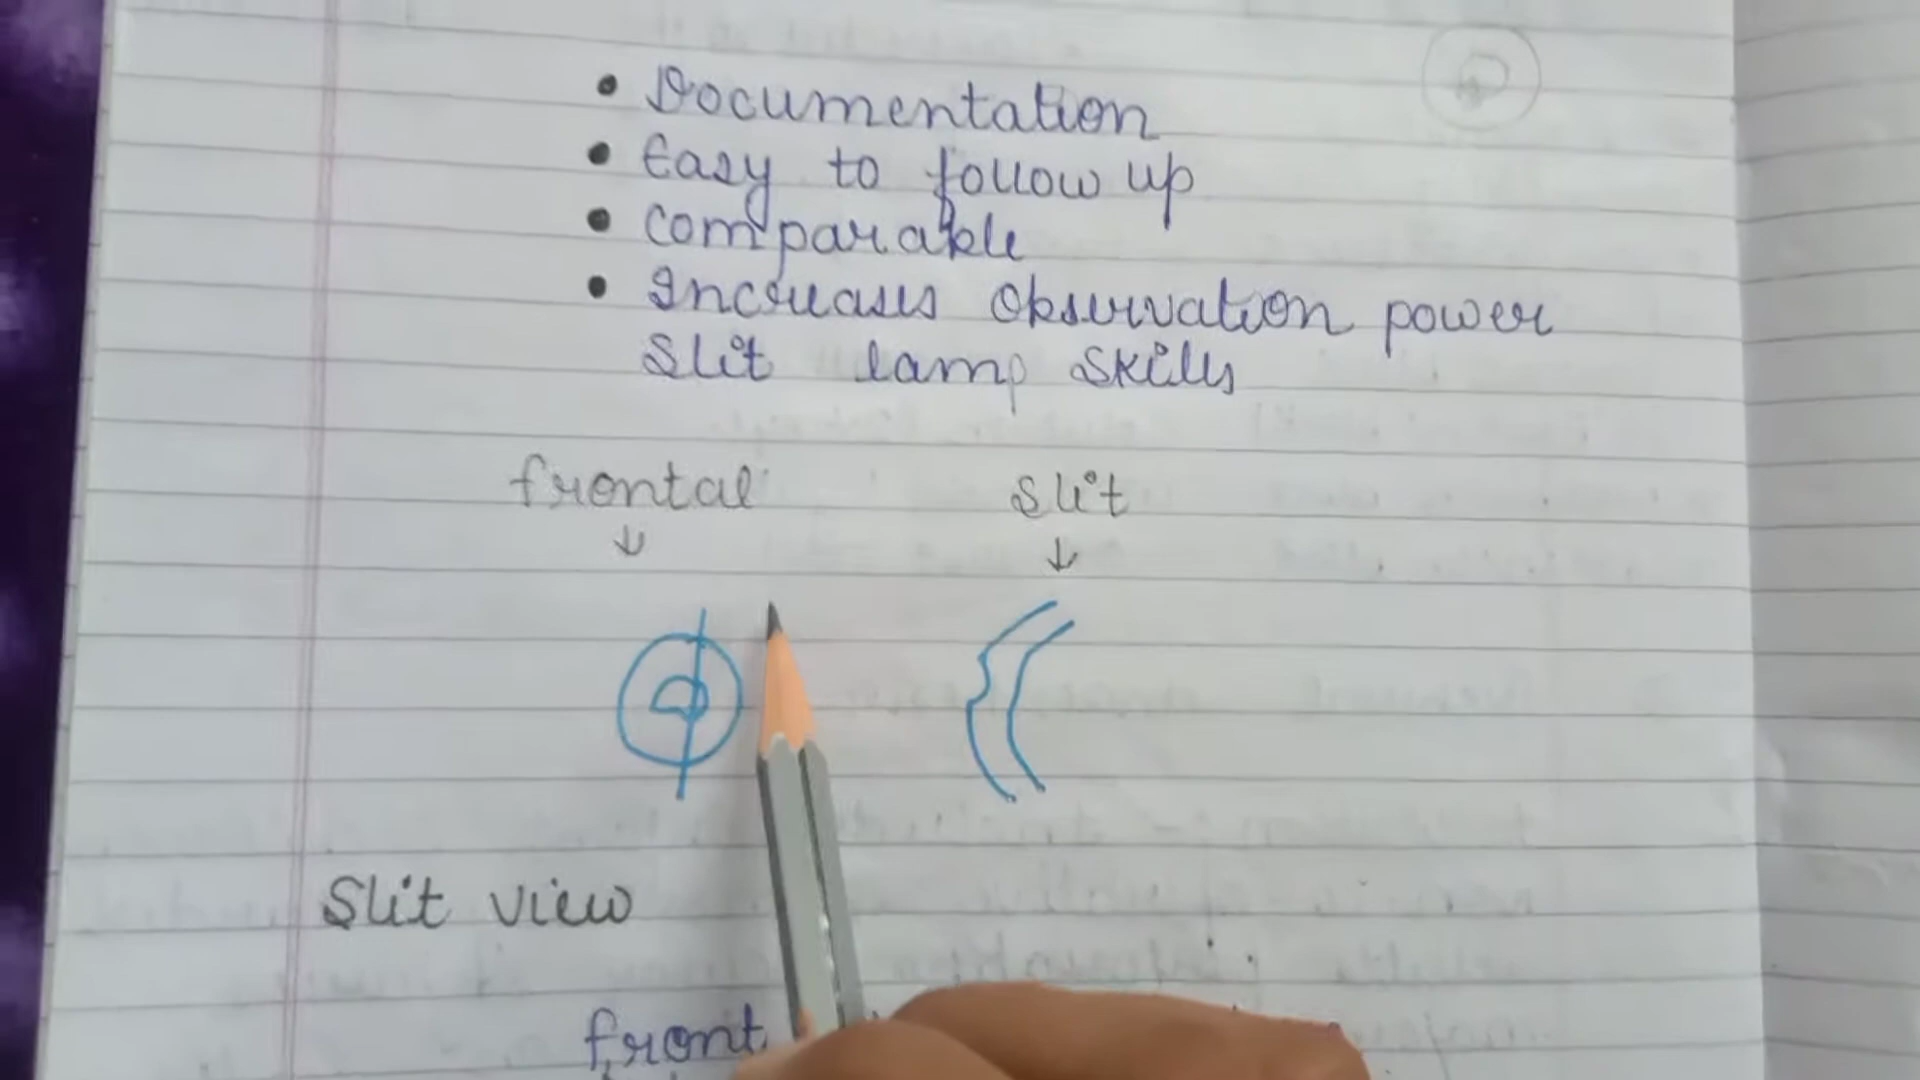 • Documentation
• Easy to follow up
• Comparable
• Increases Observation power
Slit lamp skills
frontal Slit
↓ ↓
Slit view
front